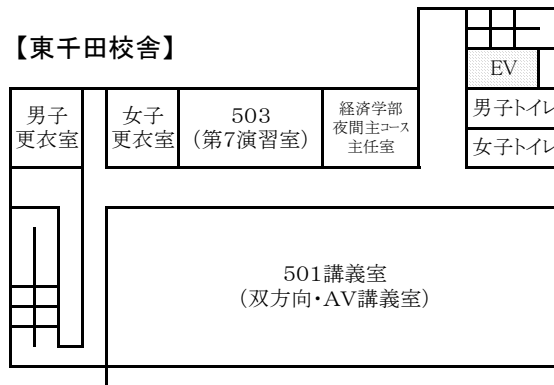 【東千田校舎】
EV
男子
更衣室
女子
更衣室
503
(第7演習室)
経済学部
夜間主コース
主任室
男子トイレ
女子トイレ
501講義室
(双方向・AV講義室)